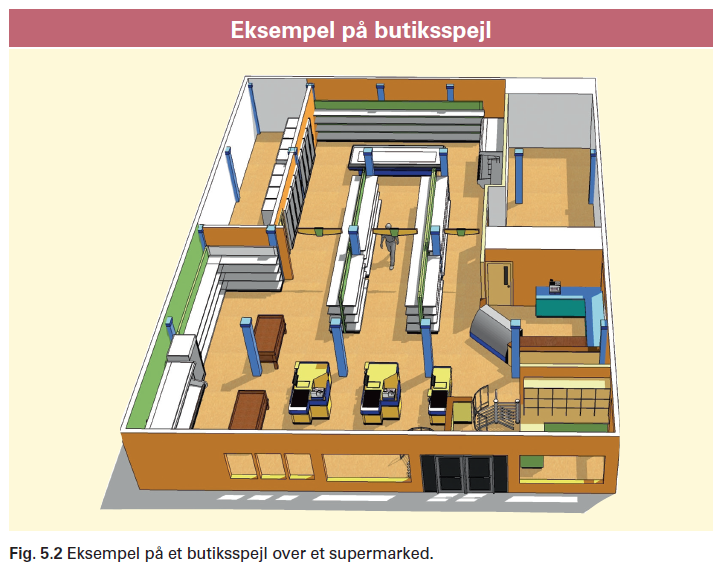 Eksempel på butiksspejl
Fig. 5.2 Eksempel på et butiksspejl over et supermarked.